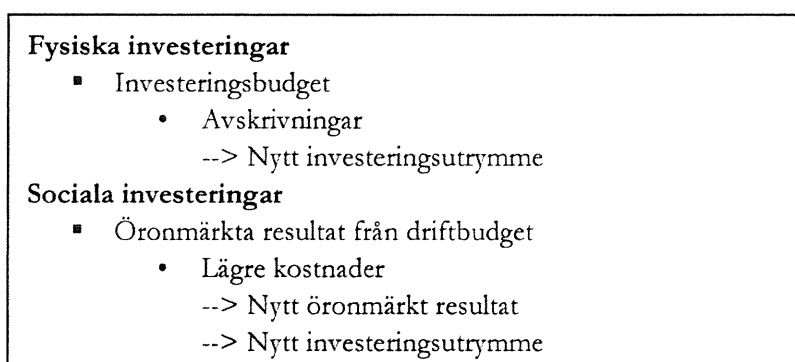 Fysiska investeringar
▪ Investeringsbudget
• Avskrivningar
--> Nytt investeringsutrymme
Sociala investeringar
▪ Öronmärkta resultat från driftbudget
• Lägre kostnader
--> Nytt öronmärkt resultat
--> Nytt investeringsutrymme